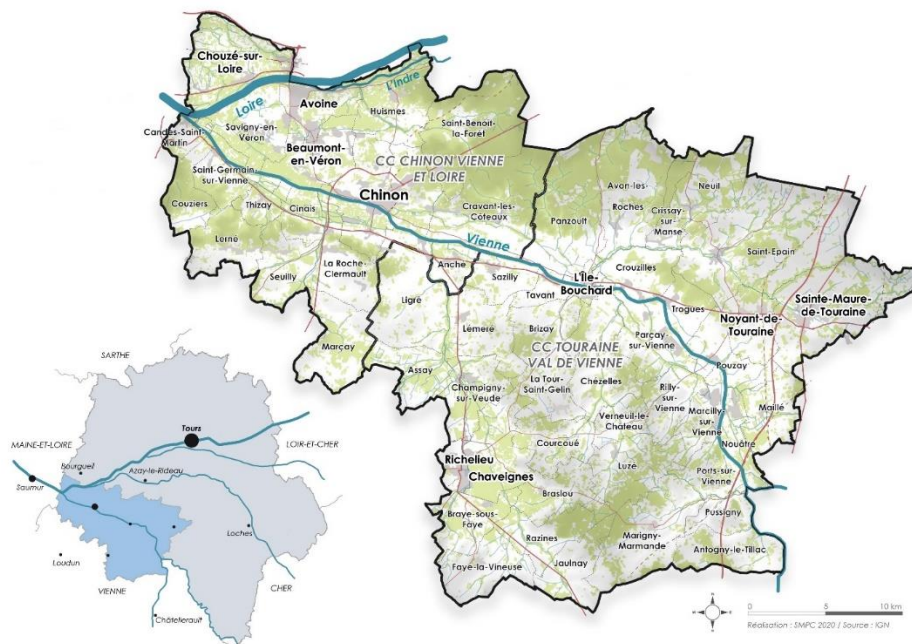 Chouzé-sur-
Loire
L'Indre
Loire
Avoine
Huismes
Saint-Benoit-
la-Forêt
Candes-Saint-
Martin
Savigny-en-
Véron
Beaumont-
en-Véron
CC CHINON VIENNE
ET LOIRE
Saint-Germain
sur-Vienne
Chinon
Couziers
Thizay
Cinais
Cravant-les-
Coteaux
Lerné
Vienne
Seuilly
La Roche-
Clermault
Marçay
Avon-les-
Roches
Neuil
Crissay-
sur-
Manse
Panzoult
Saint-Epain
Anche
Sazilly
Crouzilles
L'Île-
Bouchard
Ligré
Tavant
Trogues
Noyant-de-
Touraine
Sainte-Maure-
de-Touraine
Lémeré
Brizay
Parçay-
sur-Vienne
CC TOURAINE
VAL DE VIENNE
Assay
Pouzay
Champigny-
sur-Veude
La Tour-
Saint-Gelin
Chezelles
Rilly-
sur-
Vienne
Verneuil-le-
Château
Marcilly-
sur-
Vienne
Maillé
Courcoué
Nouâtre
Richelieu
Chaveignes
Luzé
Ports-sur-
Vienne
Braslou
Pussigny
Braye-sous-
Faye
Razines
Marigny-
Marmande
Antogny-le-Tillac
Faye-la-Vineuse
Jaulnay
SARTHE
MAINE-ET-LOIRE
Tours
LOIR-ET-CHER
Bourgueil
Azay-le-Rideau
Saumur
Loches
Loudun
VIENNE
CHER
Châtellerault
0 5 10 km
Réalisation : SMPC 2020 / Source : IGN